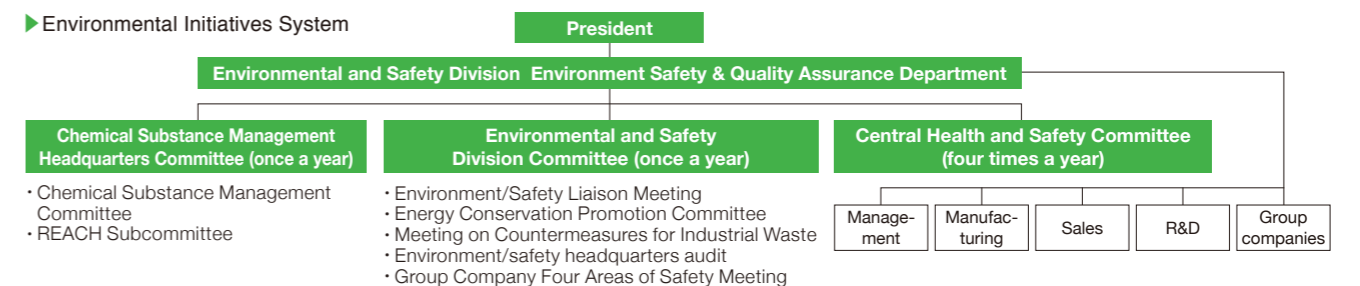 Environmental Initiatives System
President
Environmental and Safety Division Environment Safety & Quality Assurance Department
Chemical Substance Management
Headquarters Committee (once a year)
・Chemical Substance Management
Committee
・REACH Subcommittee
Environmental and Safety
Division Committee (once a year)
・Environment/Safety Liaison Meeting
・Energy Conservation Promotion Committee
・Meeting on Countermeasures for Industrial Waste
・Environment/safety headquarters audit
・Group Company Four Areas of Safety Meeting
Central Health and Safety Committee
(four times a year)
Manage-
ment
Manufac-
turing
Sales
R&D
Group
companies